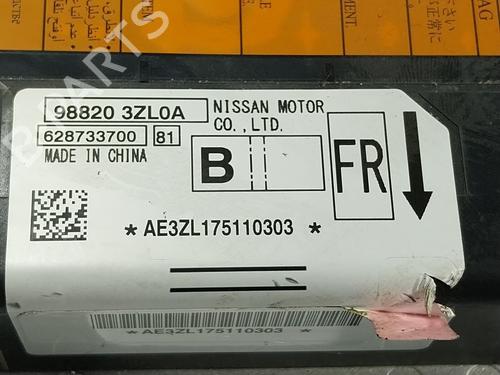 98820 3ZL0A
NISSAN MOTOR
CO., LTD.
628733700 81
MADE IN CHINA
B
FR
* AE3ZL175110303 *
* AE3ZL175110303 *